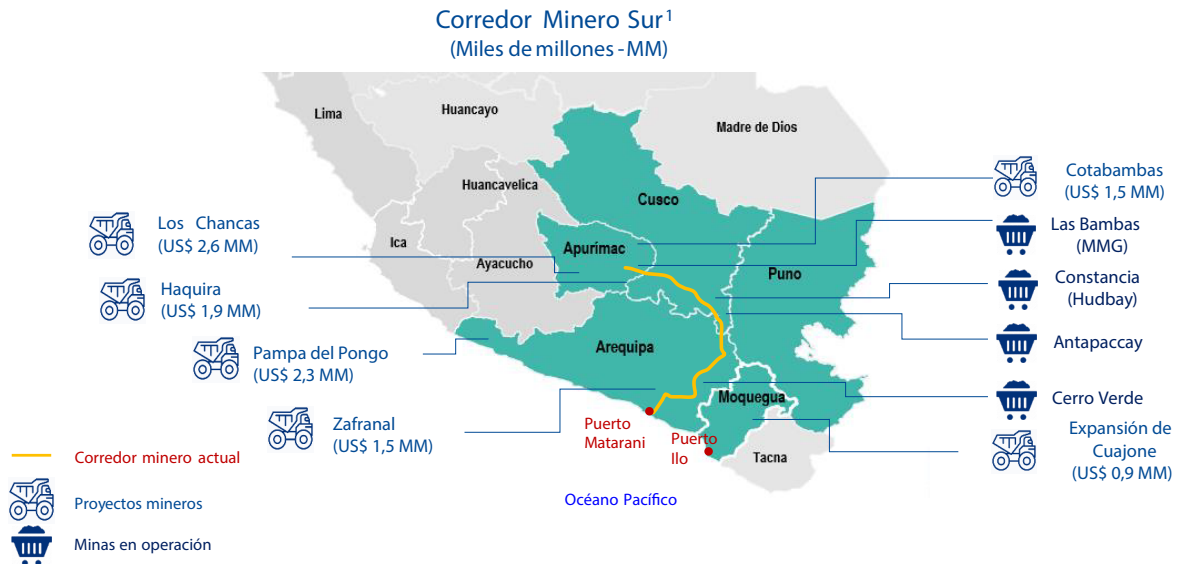 Corredor Minero Sur¹
(Miles de millones - MM)
Lima
Huancayo
Madre de Dios
Huancavelica
Cusco
Ica
Apurímac
Ayacucho
Puno
Arequipa
Moquegua
Tacna
Los Chancas
(US$ 2,6 MM)
Haquira
(US$ 1,9 MM)
Pampa del Pongo
(US$ 2,3 MM)
Zafranal
(US$ 1,5 MM)
Cotabambas
(US$ 1,5 MM)
Las Bambas
(MMG)
Constancia
(Hudbay)
Antapaccay
Cerro Verde
Expansión de
Cuajone
(US$ 0,9 MM)
Puerto
Matarani
Puerto
Ilo
Océano Pacífico
Corredor minero actual
Proyectos mineros
Minas en operación